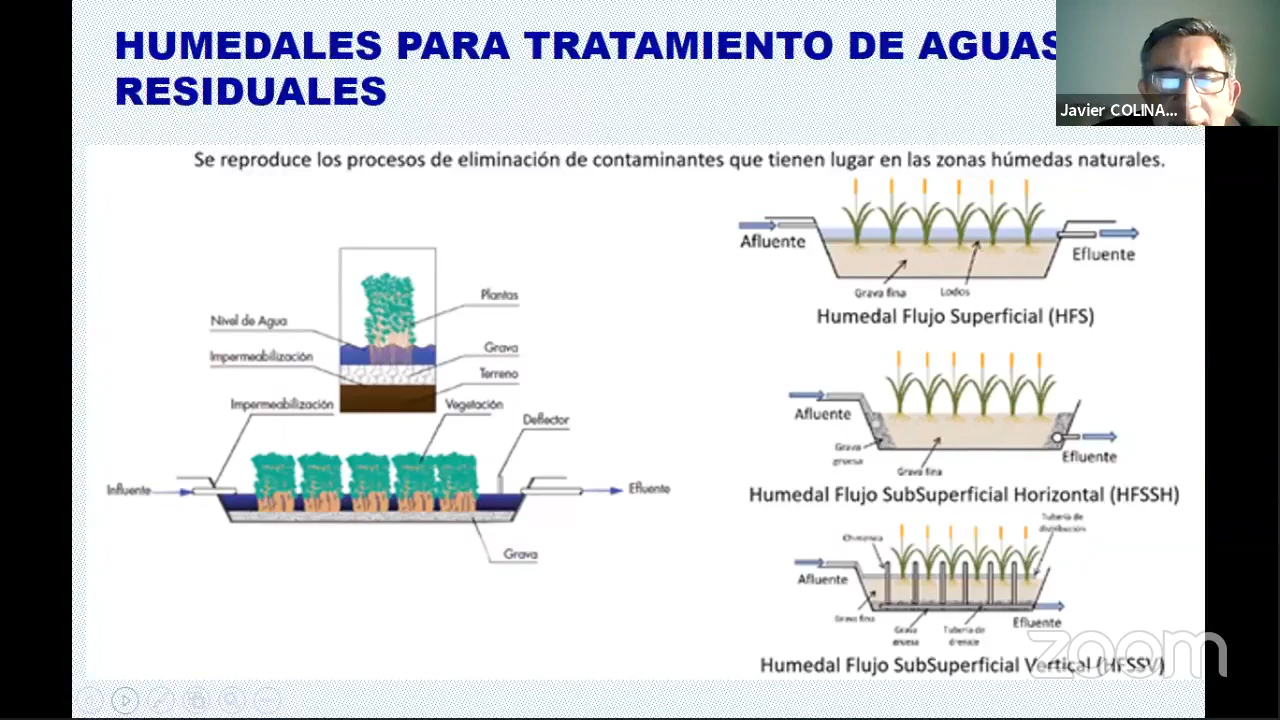 HUMEDALES PARA TRATAMIENTO DE AGUAS
RESIDUALES
Javier COLINA...
Se reproduce los procesos de eliminación de contaminantes que tienen lugar en las zonas húmedas naturales.
Plantas
Nivel de Agua
Grava
Impermeabilización
Terreno
Impermeabilización
Vegetación
Deflector
Influente
Efluente
Grava
Afluente
Efluente
Grava fina
Lodos
Humedal Flujo Superficial (HFS)
Afluente
Grava
gruesa
Grava fina
Efluente
Humedal Flujo SubSuperficial Horizontal (HFSSH)
Tubería de
distribución
Chimenea
Afluente
Grava fina
Grava
gruesa
Tubería de
drenaje
Efluente
Humedal Flujo SubSuperficial Vertical (HFSSV)
zoom